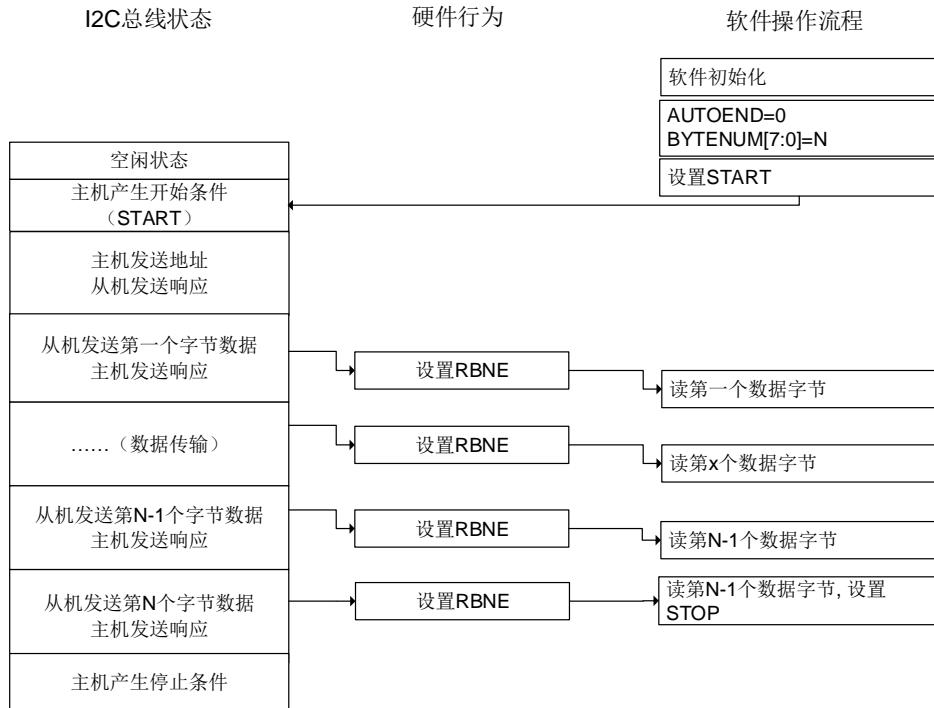 I2C总线状态
硬件行为
软件操作流程
软件初始化
AUTOEND=0
BYTENUM[7:0]=N
设置START
空闲状态
主机产生开始条件
（START）
主机发送地址
从机发送响应
从机发送第一个字节数据
主机发送响应
设置RBNE
读第一个数据字节
……（数据传输）
设置RBNE
读第x个数据字节
从机发送第N-1个字节数据
主机发送响应
设置RBNE
读第N-1个数据字节
从机发送第N个字节数据
主机发送响应
设置RBNE
读第N-1个数据字节, 设置
STOP
主机产生停止条件